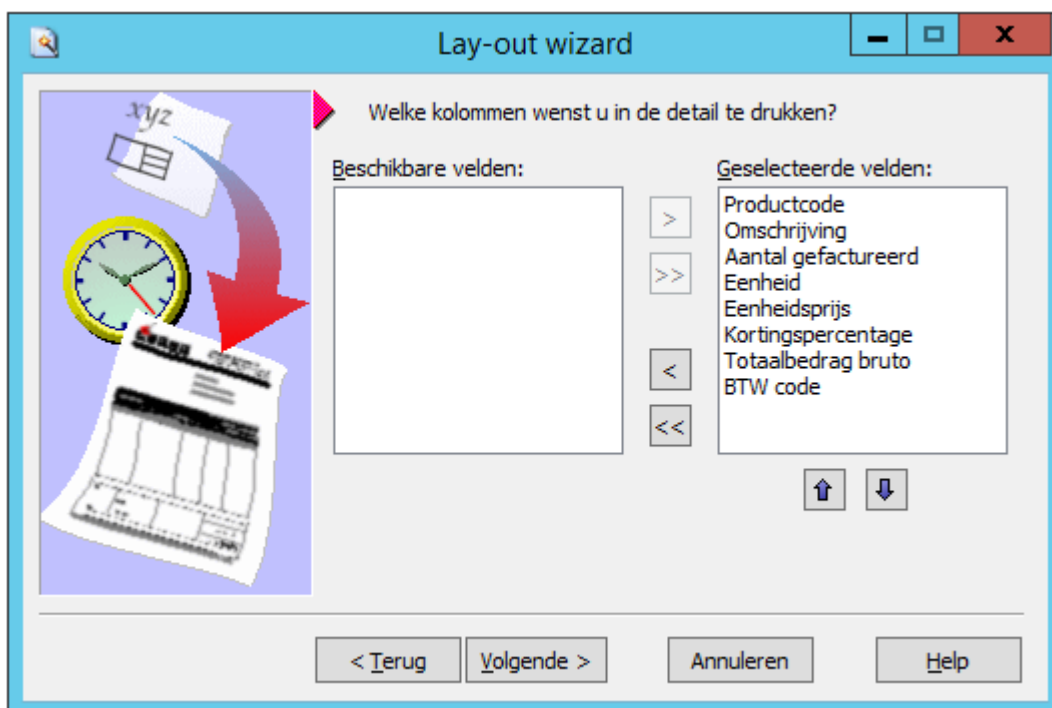 Lay-out wizard
xyz
Welke kolommen wenst u in de detail te drukken?
Beschikbare velden:
Geselecteerde velden:
Productcode
Omschrijving
Aantal gefactureerd
Eenheid
Eenheidsprijs
Kortingspercentage
Totaalbedrag bruto
BTW code
>
>>
<
<<
< Terug
Volgende >
Annuleren
Help